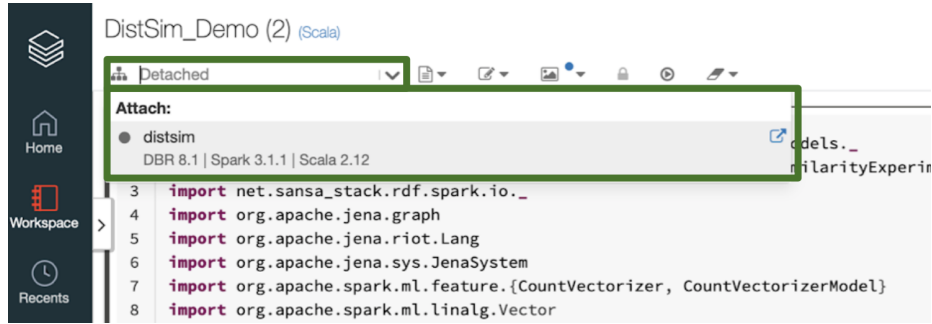 DistSim_Demo (2) (Scala)
Detached
Attach:
distsim
DBR 8.1 | Spark 3.1.1 | Scala 2.12
dels._
ilarityExperim
3 import net.sansa_stack.rdf.spark.io._
4 import org.apache.jena.graph
5 import org.apache.jena.riot.Lang
6 import org.apache.jena.sys.JenaSystem
7 import org.apache.spark.ml.feature.{CountVectorizer, CountVectorizerModel}
8 import org.apache.spark.ml.linalg.Vector
Home
Workspace
Recents